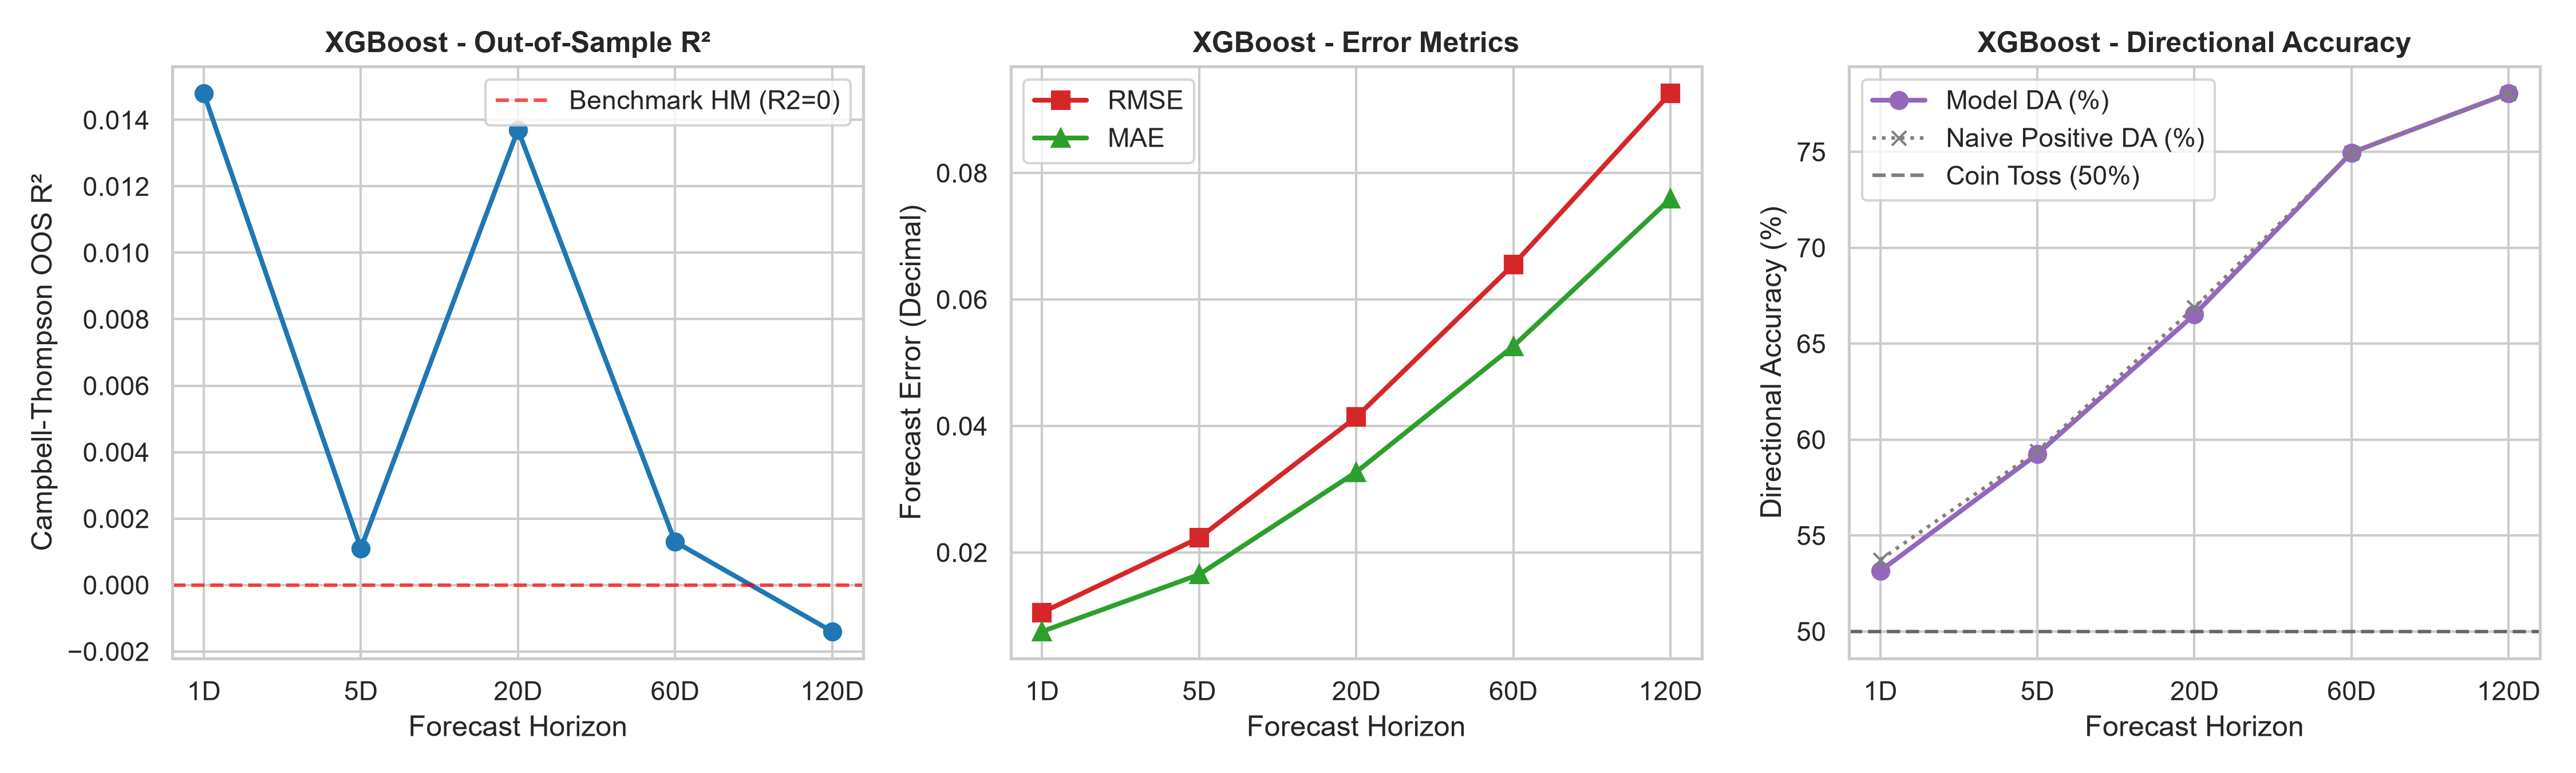 XGBoost - Out-of-Sample R²
Campbell-Thompson OOS R²
0.014
0.012
0.010
0.008
0.006
0.004
0.002
0.000
−0.002
Benchmark HM (R2=0)
1D 5D 20D 60D 120D
Forecast Horizon
XGBoost - Error Metrics
Forecast Error (Decimal)
0.08
0.06
0.04
0.02
RMSE
MAE
1D 5D 20D 60D 120D
Forecast Horizon
XGBoost - Directional Accuracy
Directional Accuracy (%)
75
70
65
60
55
50
Model DA (%)
Naive Positive DA (%)
Coin Toss (50%)
1D 5D 20D 60D 120D
Forecast Horizon